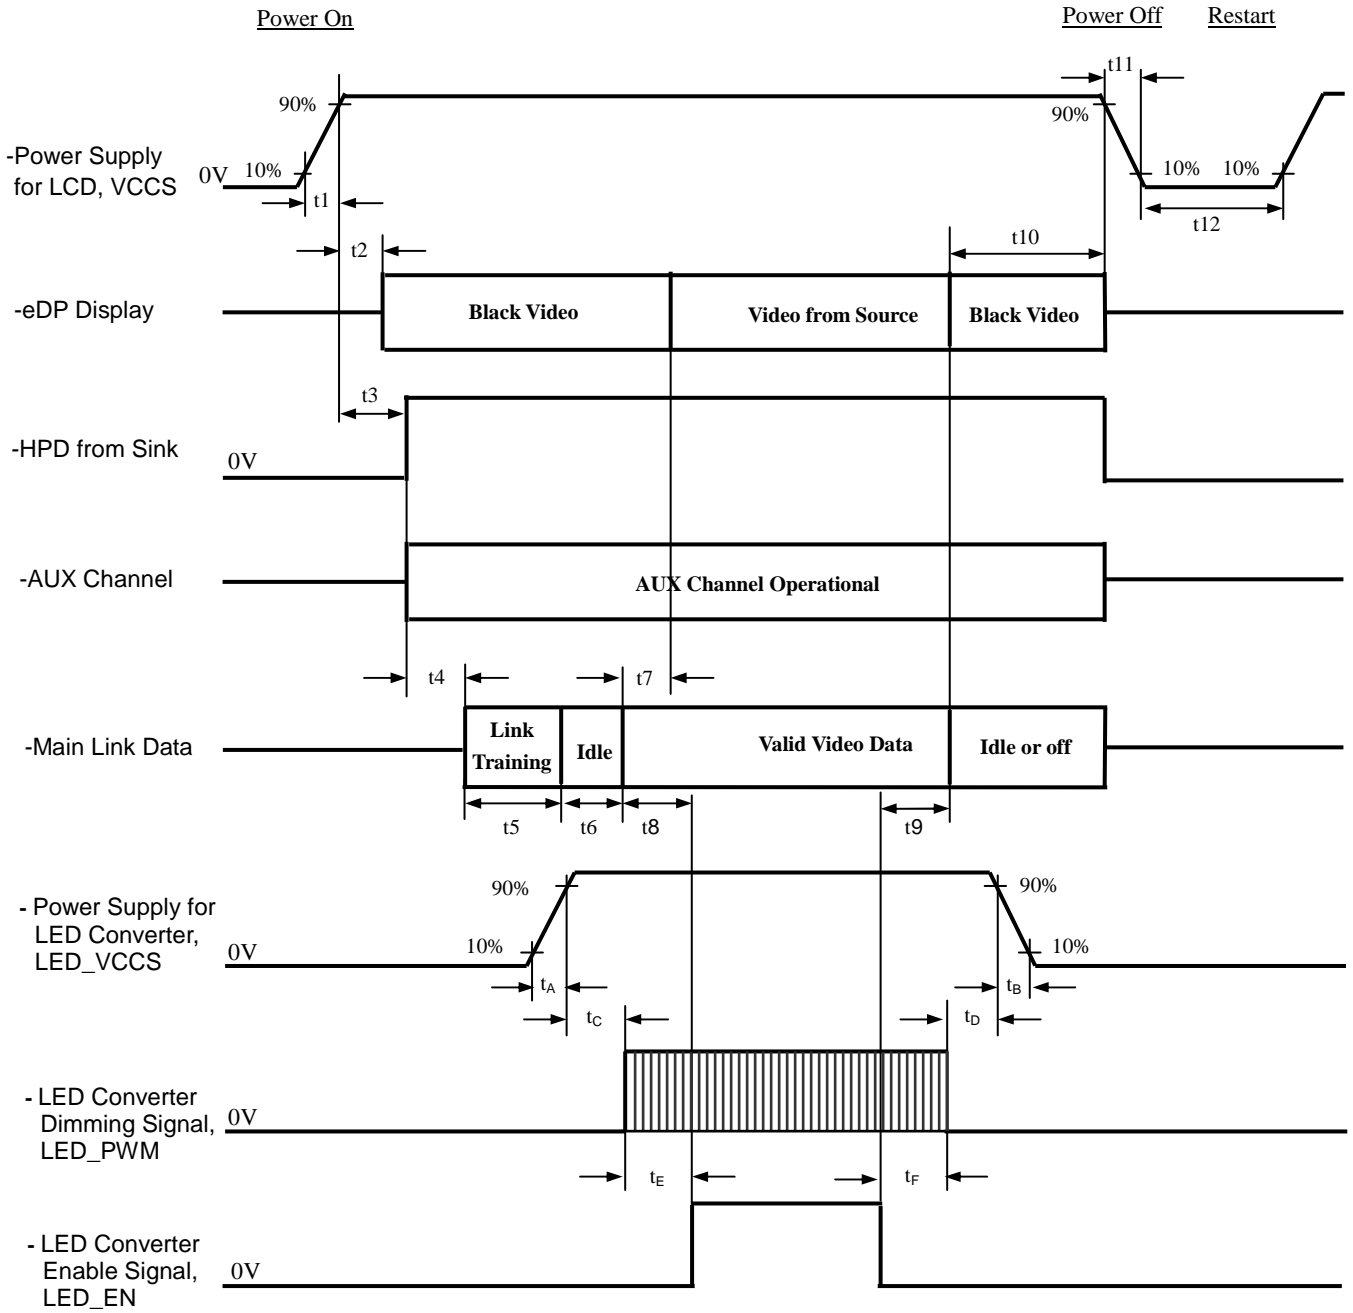 Power On
Power Off
Restart
t11
90%
90%
-Power Supply
for LCD, VCCS
0V
10%
10%
10%
t1
t12
t2
t10
-eDP Display
Black Video
Video from Source
Black Video
t3
-HPD from Sink
0V
-AUX Channel
AUX Channel Operational
t4
t7
-Main Link Data
Link
Training
Idle
Valid Video Data
Idle or off
t5
t6
t8
t9
90%
90%
- Power Supply for
LED Converter,
LED_VCCS
0V
10%
10%
tA
tB
tC
tD
- LED Converter
Dimming Signal,
LED_PWM
0V
tE
tF
- LED Converter
Enable Signal,
LED_EN
0V